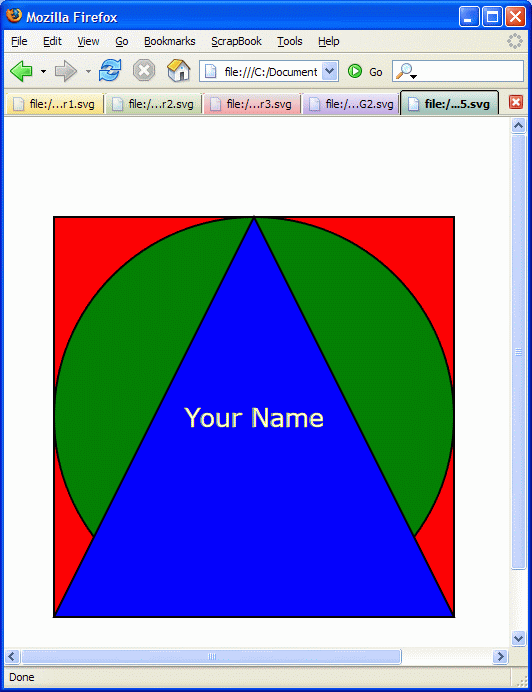 Mozilla Firefox
File Edit View Go Bookmarks ScrapBook Tools Help
file:///C:/Document Go
file:/...r1.svg file:/...r2.svg file:/...r3.svg file:/...G2.svg file:/...5.svg
Your Name
Done